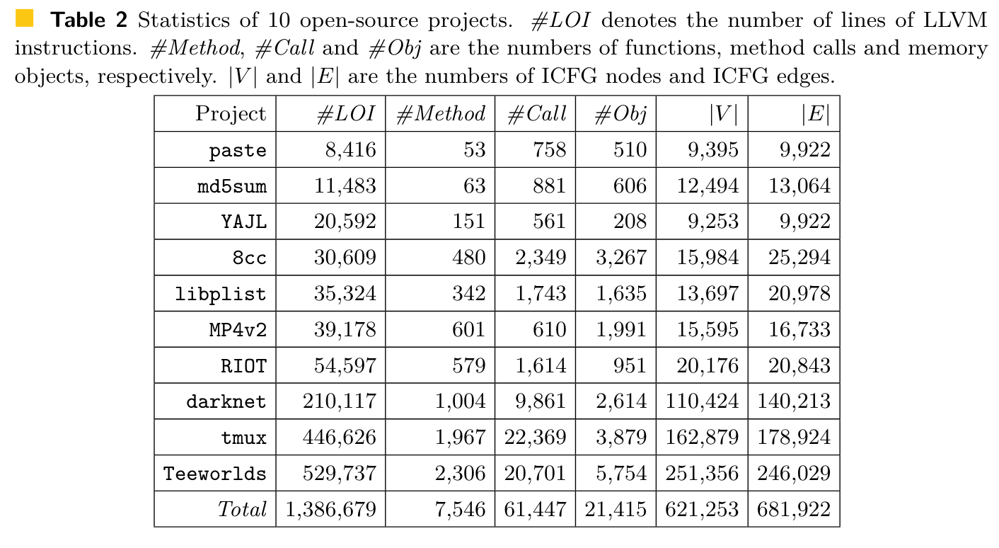 Table 2 Statistics of 10 open-source projects. #LOI denotes the number of lines of LLVM
instructions. #Method, #Call and #Obj are the numbers of functions, method calls and memory
objects, respectively. |V| and |E| are the numbers of ICFG nodes and ICFG edges.
Project #LOI #Method #Call #Obj |V| |E|
paste 8,416 53 758 510 9,395 9,922
md5sum 11,483 63 881 606 12,494 13,064
YAJL 20,592 151 561 208 9,253 9,922
8cc 30,609 480 2,349 3,267 15,984 25,294
libplist 35,324 342 1,743 1,635 13,697 20,978
MP4v2 39,178 601 610 1,991 15,595 16,733
RIOT 54,597 579 1,614 951 20,176 20,843
darknet 210,117 1,004 9,861 2,614 110,424 140,213
tmux 446,626 1,967 22,369 3,879 162,879 178,924
Teeworlds 529,737 2,306 20,701 5,754 251,356 246,029
Total 1,386,679 7,546 61,447 21,415 621,253 681,922